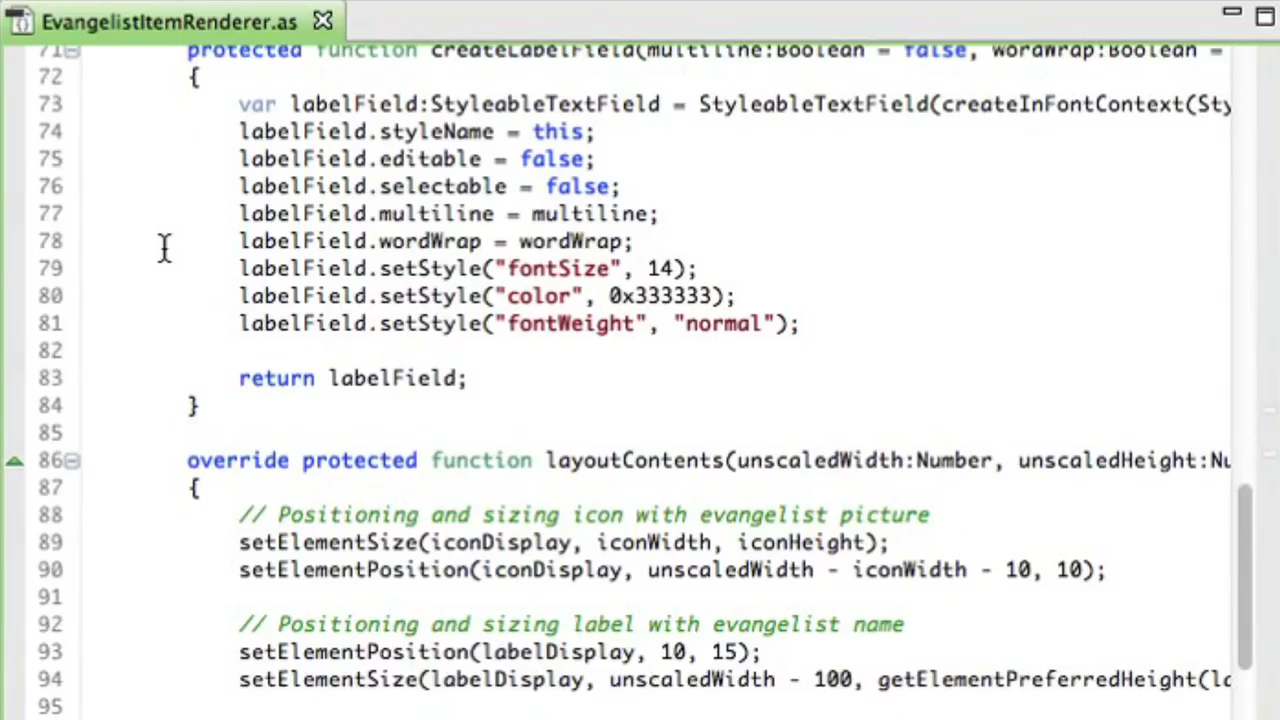 EvangelistItemRenderer.as
71 protected function createLabelField(multiline:Boolean = false, wordWrap:Boolean =
72 {
73 var labelField:StyleableTextField = StyleableTextField(createInFontContext(Sty
74 labelField.styleName = this;
75 labelField.editable = false;
76 labelField.selectable = false;
77 labelField.multiline = multiline;
78 labelField.wordWrap = wordWrap;
79 labelField.setStyle("fontSize", 14);
80 labelField.setStyle("color", 0x333333);
81 labelField.setStyle("fontWeight", "normal");
82
83 return labelField;
84 }
85
86 override protected function layoutContents(unscaledWidth:Number, unscaledHeight:Nu
87 {
88 // Positioning and sizing icon with evangelist picture
89 setElementSize(iconDisplay, iconWidth, iconHeight);
90 setElementPosition(iconDisplay, unscaledWidth - iconWidth - 10, 10);
91
92 // Positioning and sizing label with evangelist name
93 setElementPosition(labelDisplay, 10, 15);
94 setElementSize(labelDisplay, unscaledWidth - 100, getElementPreferredHeight(la
95